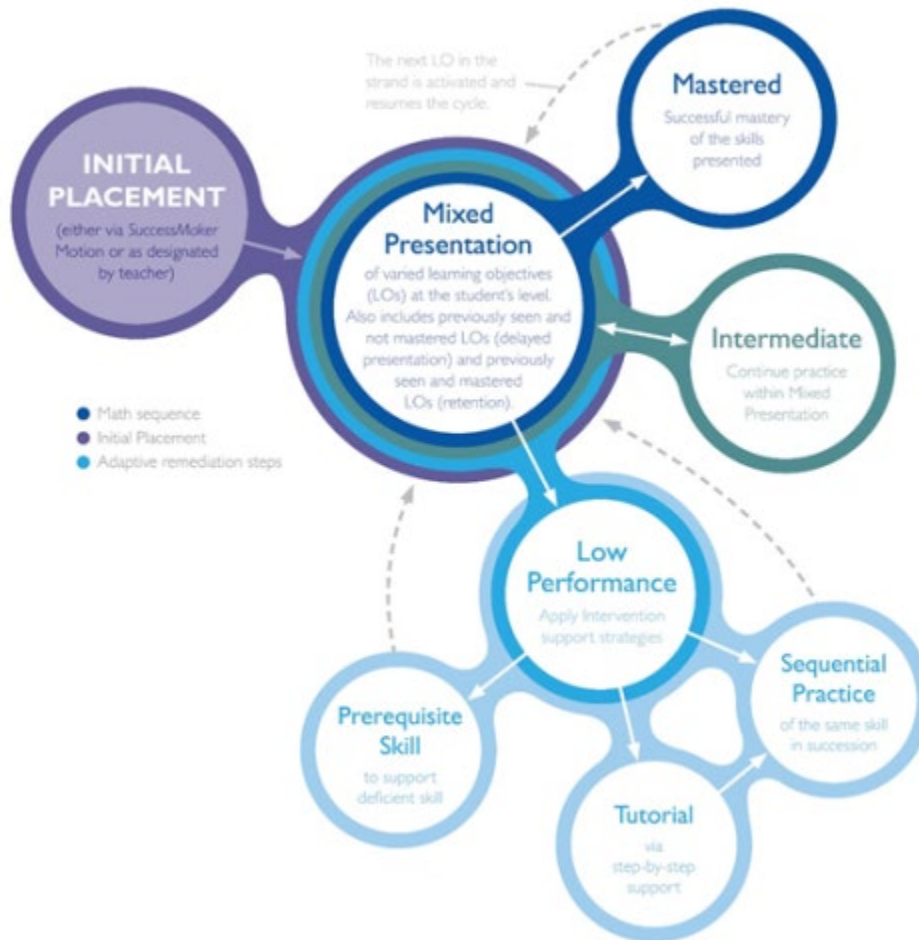 The next LO in the
strand is activated and
resumes the cycle.
Mastered
Successful mastery
of the skills
presented
INITIAL
PLACEMENT
(either via SuccessMaker
Motion or as designated
by teacher)
Mixed
Presentation
of varied learning objectives
(LOs) at the student's level.
Also includes previously seen and
not mastered LOs (delayed
presentation) and previously
seen and mastered
LOs (retention).
Intermediate
Continue practice
within Mixed
Presentation
Math sequence
Initial Placement
Adaptive remediation steps
Low
Performance
Apply Intervention
support strategies
Prerequisite
Skill
to support
deficient skill
Sequential
Practice
of the same skill
in succession
Tutorial
via
step-by-step
support